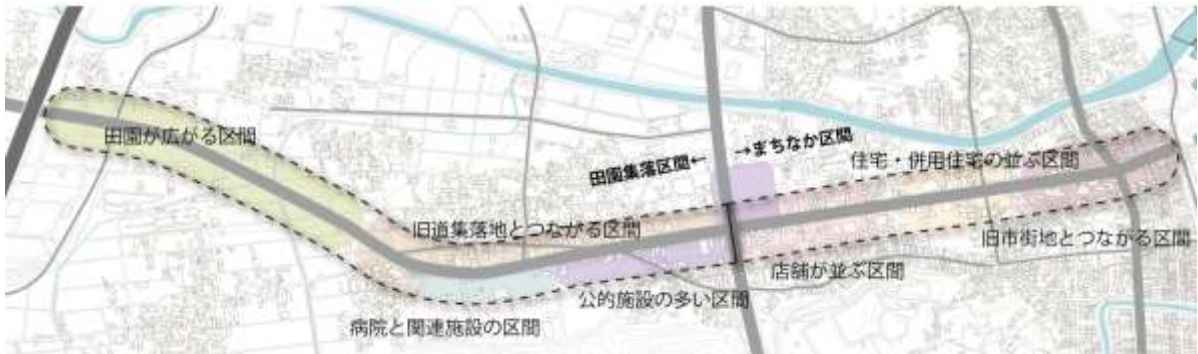 田園が広がる区間
田園集落区間←
→まちなか区間
住宅・併用住宅の並ぶ区間
旧道集落地とつながる区間
旧市街地とつながる区間
店舗が並ぶ区間
公的施設の多い区間
病院と関連施設の区間